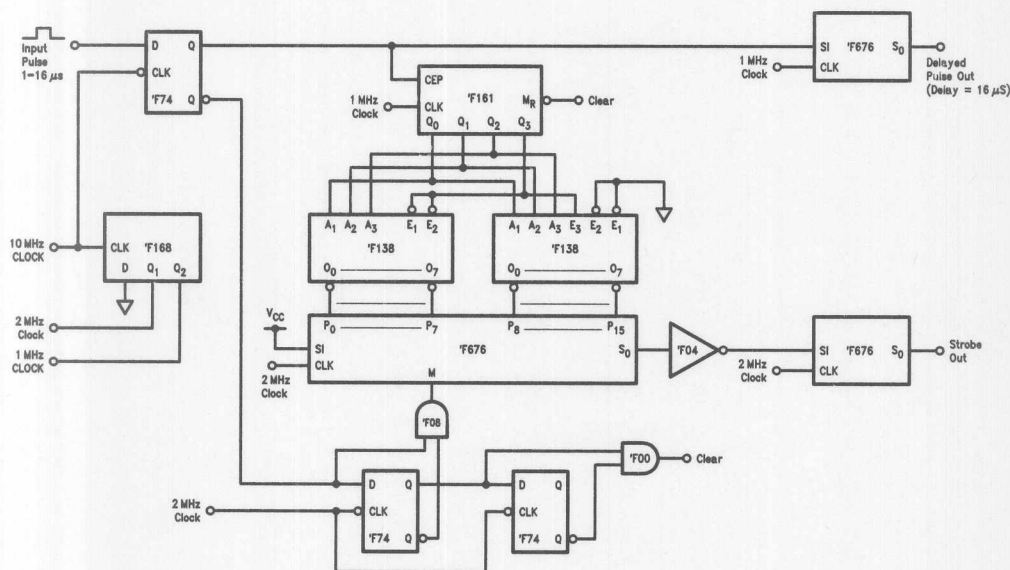 Input
Pulse
1–16 μs
D Q
CLK
'F74 Q
10 MHz
CLOCK
CLK 'F168
D Q1 Q2
2 MHz
Clock
1 MHz
CLOCK
CEP
1 MHz
Clock
CLK 'F161 MR
Clear
Q0 Q1 Q2 Q3
1 MHz
Clock
SI 'F676 S0
CLK
Delayed
Pulse Out
(Delay = 16 μS)
A1 A2 A3 E1 E2
'F138
O0 O7
A1 A2 A3 E3 E2 E1
'F138
O0 O7
VCC
P0 P7 P8 P15
SI 'F676 S0
CLK
M
2 MHz
Clock
'F04
2 MHz
Clock
SI 'F676 S0
CLK
Strobe
Out
'F08
2 MHz
Clock
D Q
CLK
'F74 Q
D Q
CLK
'F74 Q
'F00
Clear